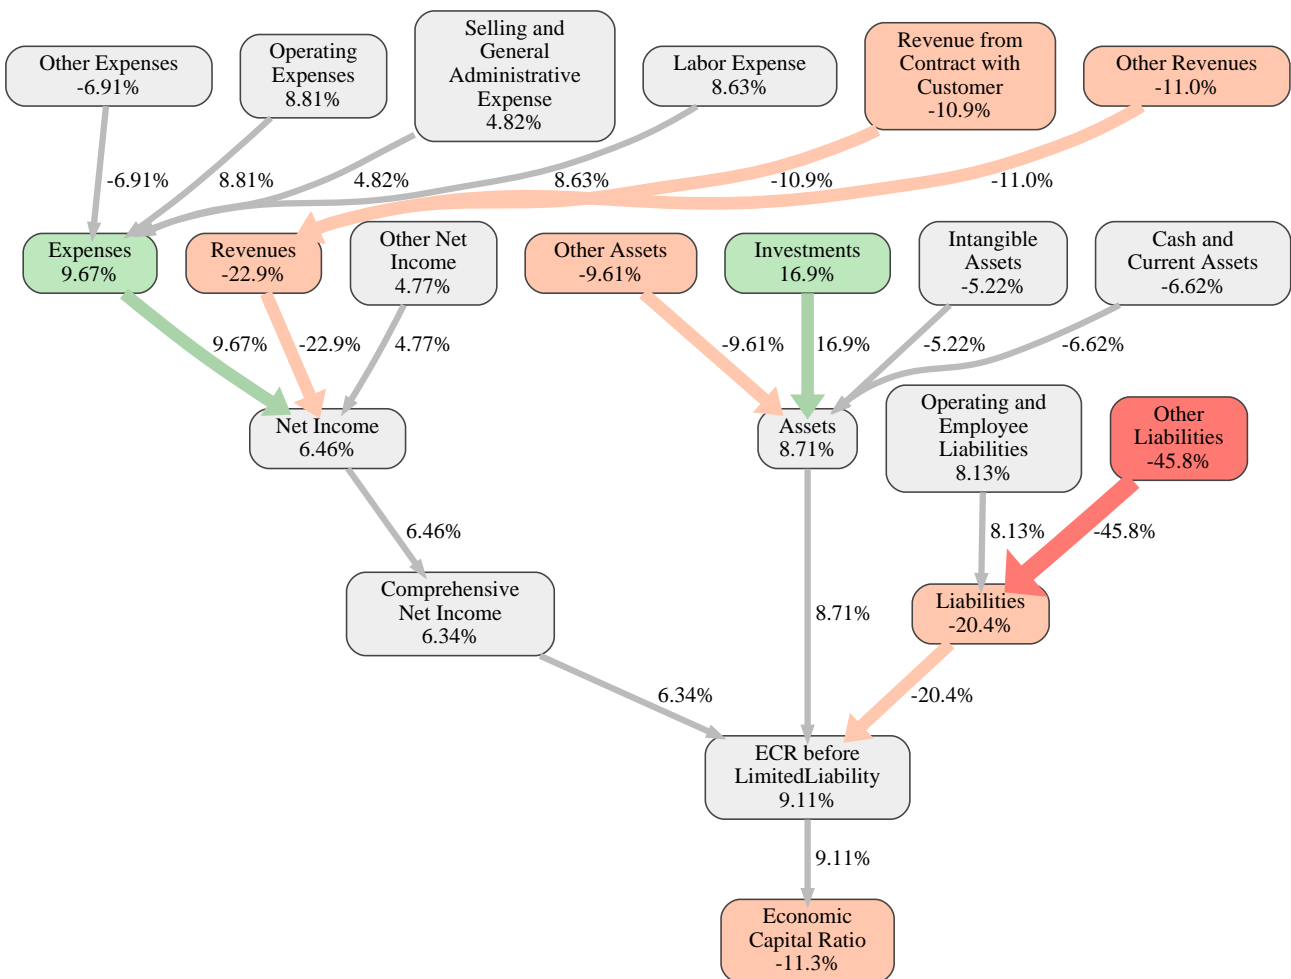 Other Expenses
-6.91%
Operating
Expenses
8.81%
Selling and
General
Administrative
Expense
4.82%
Labor Expense
8.63%
Revenue from
Contract with
Customer
-10.9%
Other Revenues
-11.0%
-6.91%
8.81%
4.82%
8.63%
-10.9%
-11.0%
Expenses
9.67%
Revenues
-22.9%
Other Net
Income
4.77%
Other Assets
-9.61%
Investments
16.9%
Intangible
Assets
-5.22%
Cash and
Current Assets
-6.62%
9.67%
-22.9%
4.77%
-9.61%
16.9%
-5.22%
-6.62%
Net Income
6.46%
Assets
8.71%
Operating and
Employee
Liabilities
8.13%
Other
Liabilities
-45.8%
6.46%
8.13%
-45.8%
Comprehensive
Net Income
6.34%
8.71%
Liabilities
-20.4%
6.34%
-20.4%
ECR before
LimitedLiability
9.11%
9.11%
Economic
Capital Ratio
-11.3%